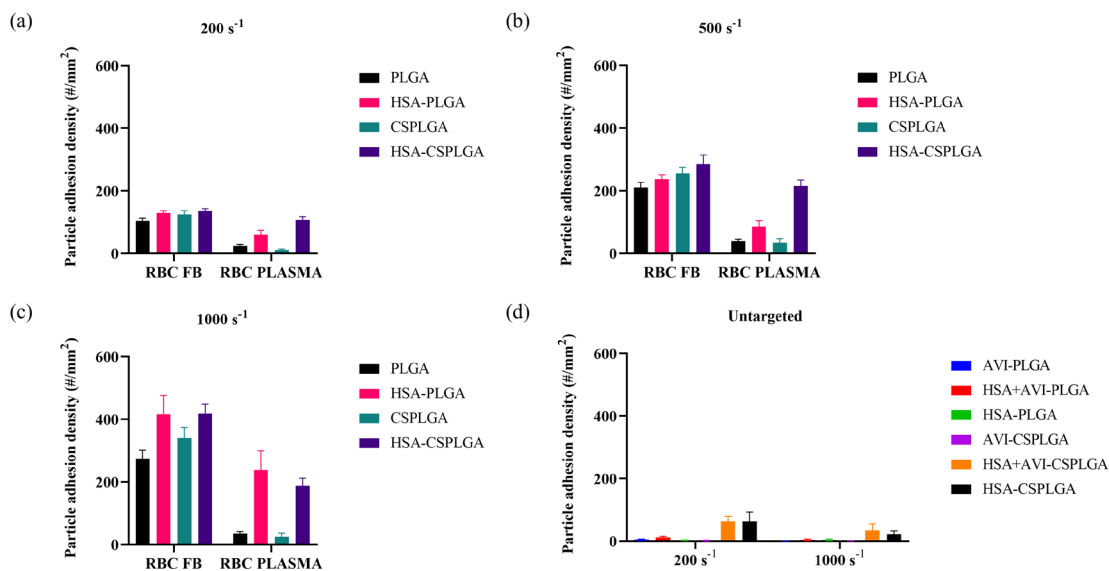 (a)
200 s⁻¹
Particle adhesion density (#/mm²)
600
400
200
0
RBC FB
RBC PLASMA
PLGA
HSA-PLGA
CSPLGA
HSA-CSPLGA
(b)
500 s⁻¹
Particle adhesion density (#/mm²)
600
400
200
0
RBC FB
RBC PLASMA
PLGA
HSA-PLGA
CSPLGA
HSA-CSPLGA
(c)
1000 s⁻¹
Particle adhesion density (#/mm²)
600
400
200
0
RBC FB
RBC PLASMA
PLGA
HSA-PLGA
CSPLGA
HSA-CSPLGA
(d)
Untargeted
Particle adhesion density (#/mm²)
600
400
200
0
200 s⁻¹
1000 s⁻¹
AVI-PLGA
HSA+AVI-PLGA
HSA-PLGA
AVI-CSPLGA
HSA+AVI-CSPLGA
HSA-CSPLGA